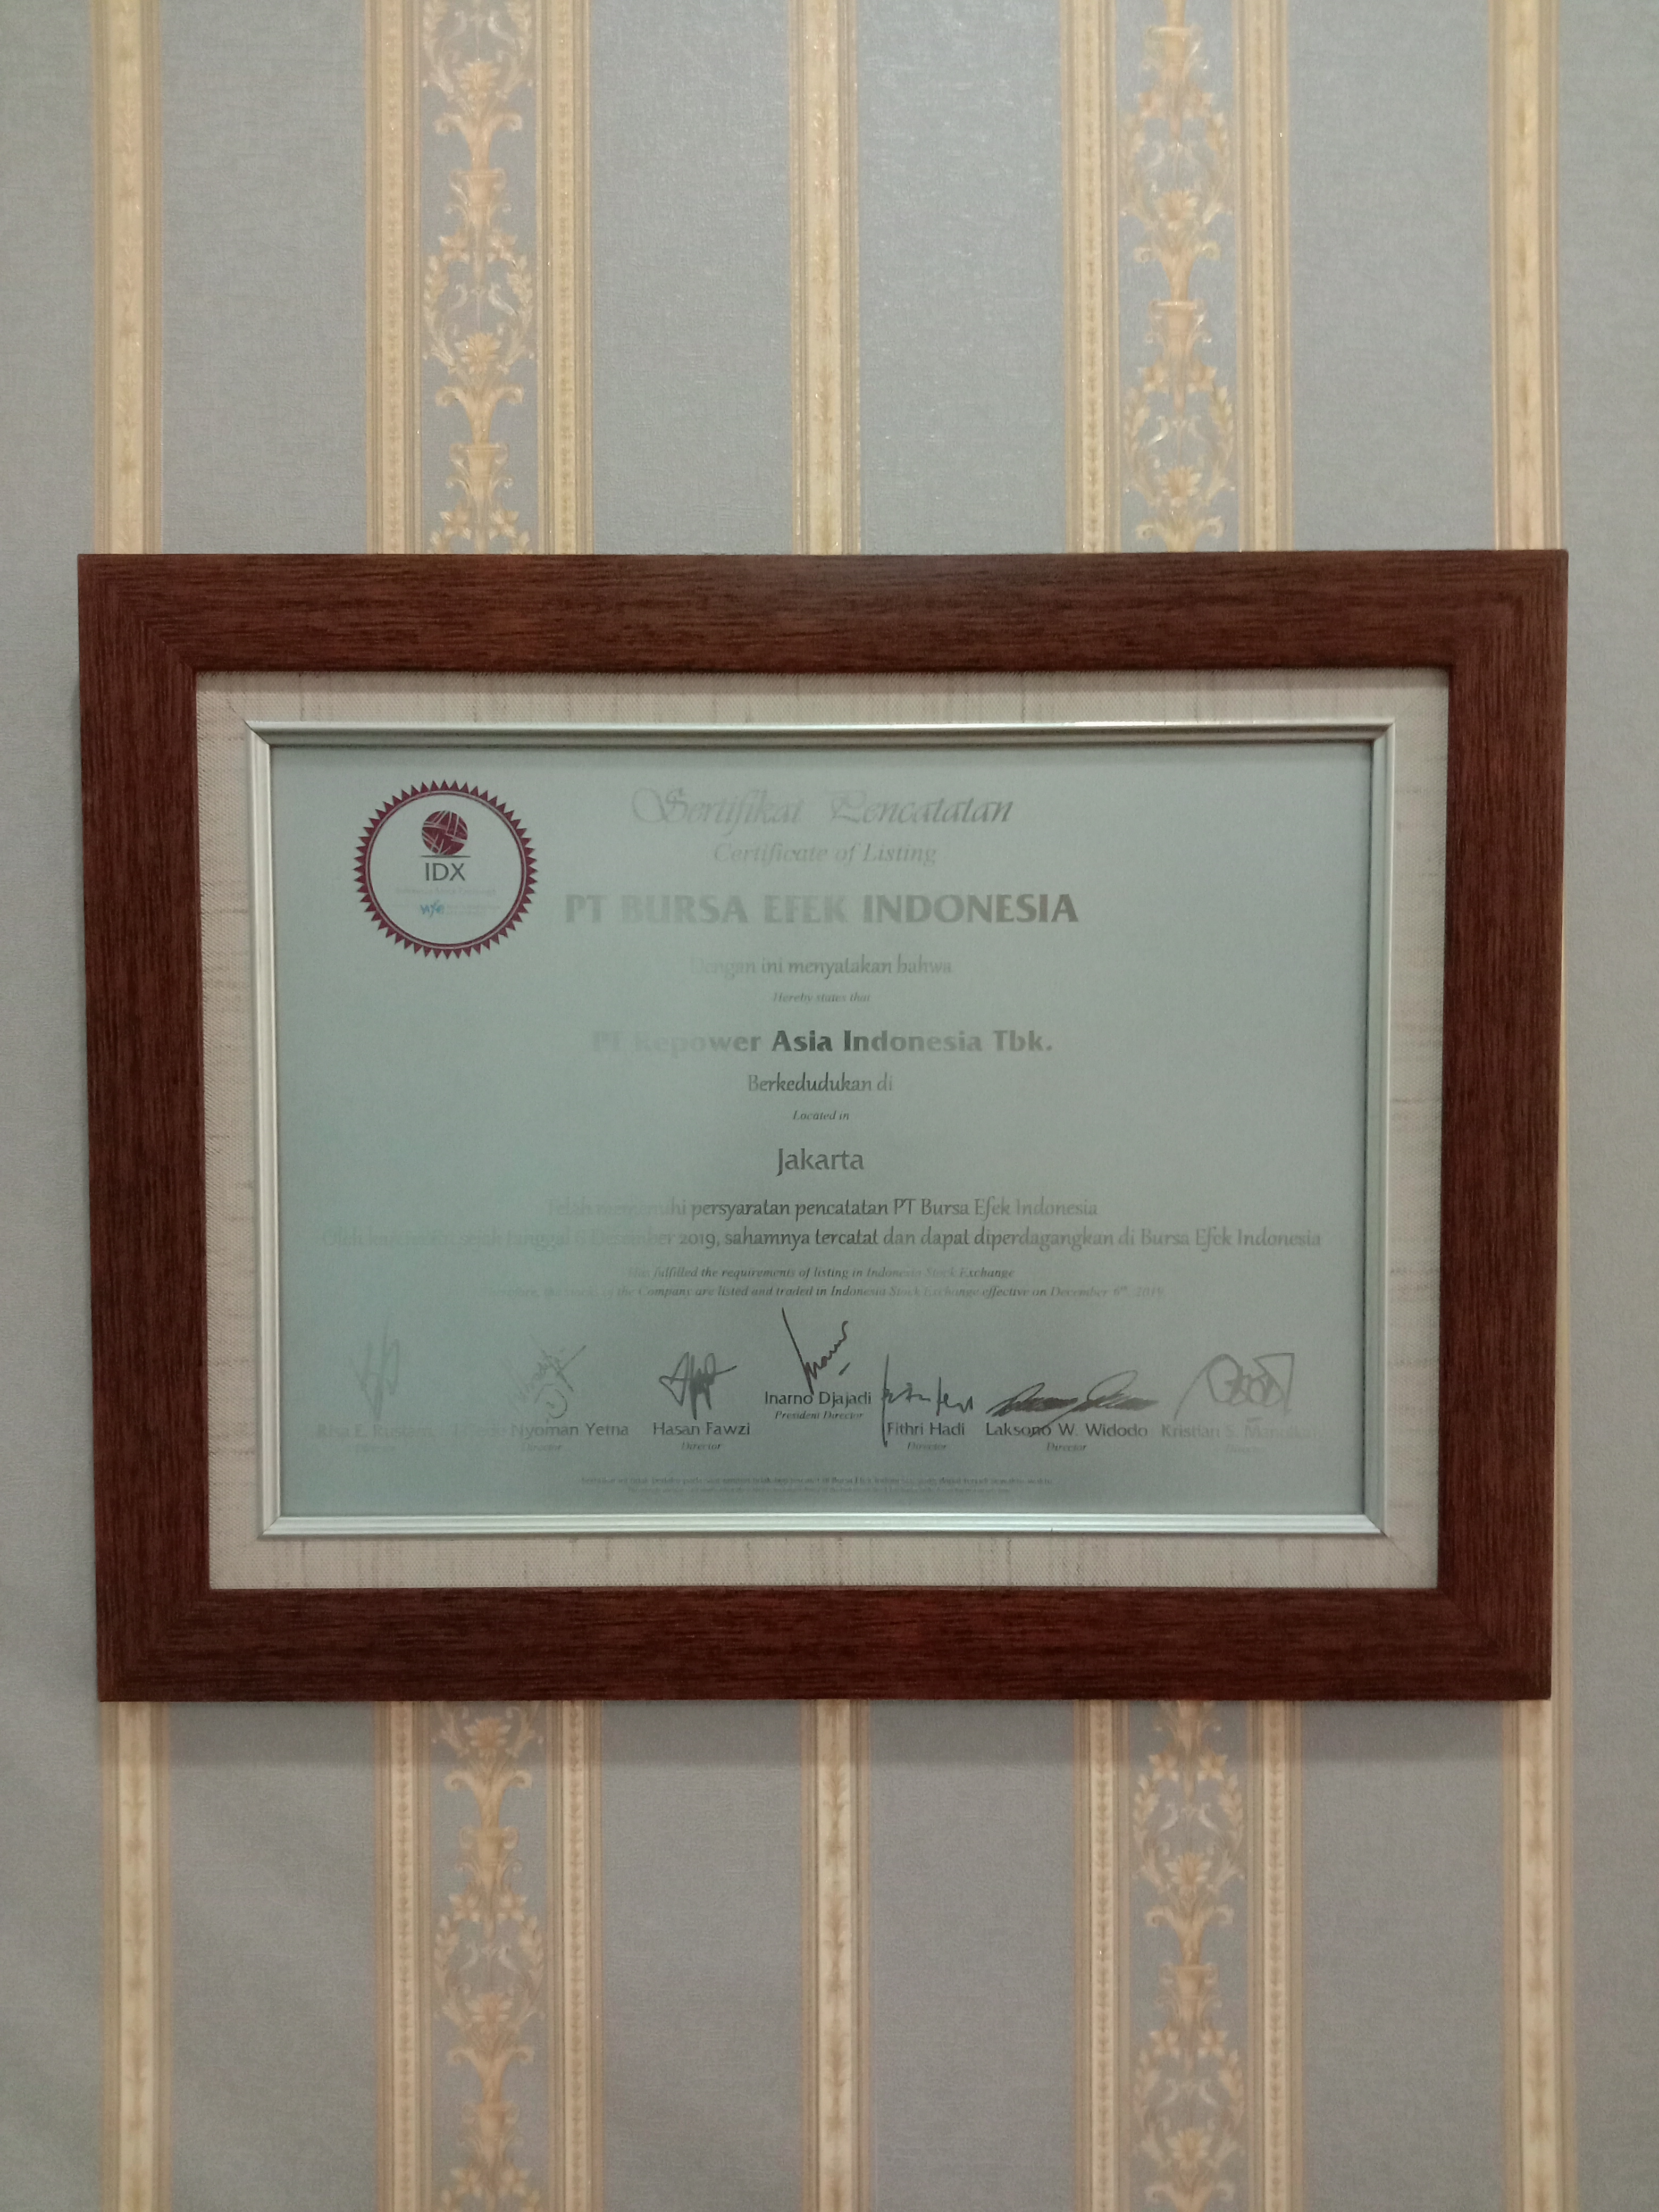 IDX
Sertifikat Pencatatan
Certificate of Listing
PT BURSA EFEK INDONESIA
Dengan ini menyatakan bahwa
Hereby states that
PT Repower Asia Indonesia Tbk.
Berkedudukan di
Located in
Jakarta
Telah memenuhi persyaratan pencatatan PT Bursa Efek Indonesia
Oleh karena itu, sejak tanggal 6 Desember 2019, sahamnya tercatat dan dapat diperdagangkan di Bursa Efek Indonesia
Has fulfilled the requirements of listing in Indonesia Stock Exchange
of the Company are listed and traded in Indonesia Stock Exchange effective on December 6th, 2019
Inarno Djajadi
President Director
Risa E. Rustam I Gede Nyoman Yetna Hasan Fawzi Fithri Hadi Laksono W. Widodo Kristian S. Manullang
Director Director Director Director Director Director